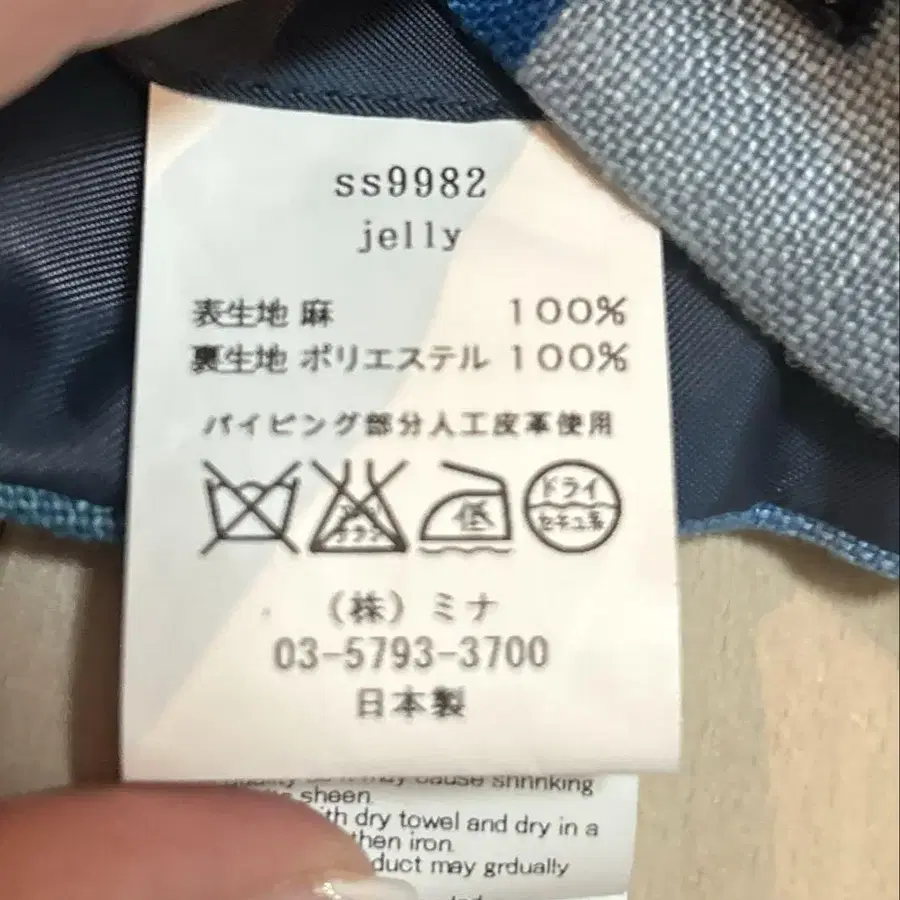 ss9982
jelly
表生地 麻 100%
裏生地 ポリエステル 100%
パイピング部分人工皮革使用
低
ドライ
セキユ系
(株)ミナ
03-5793-3700
日本製
may cause shrinking
sheen.
with dry towel and dry in a
then iron.
duct may grdually